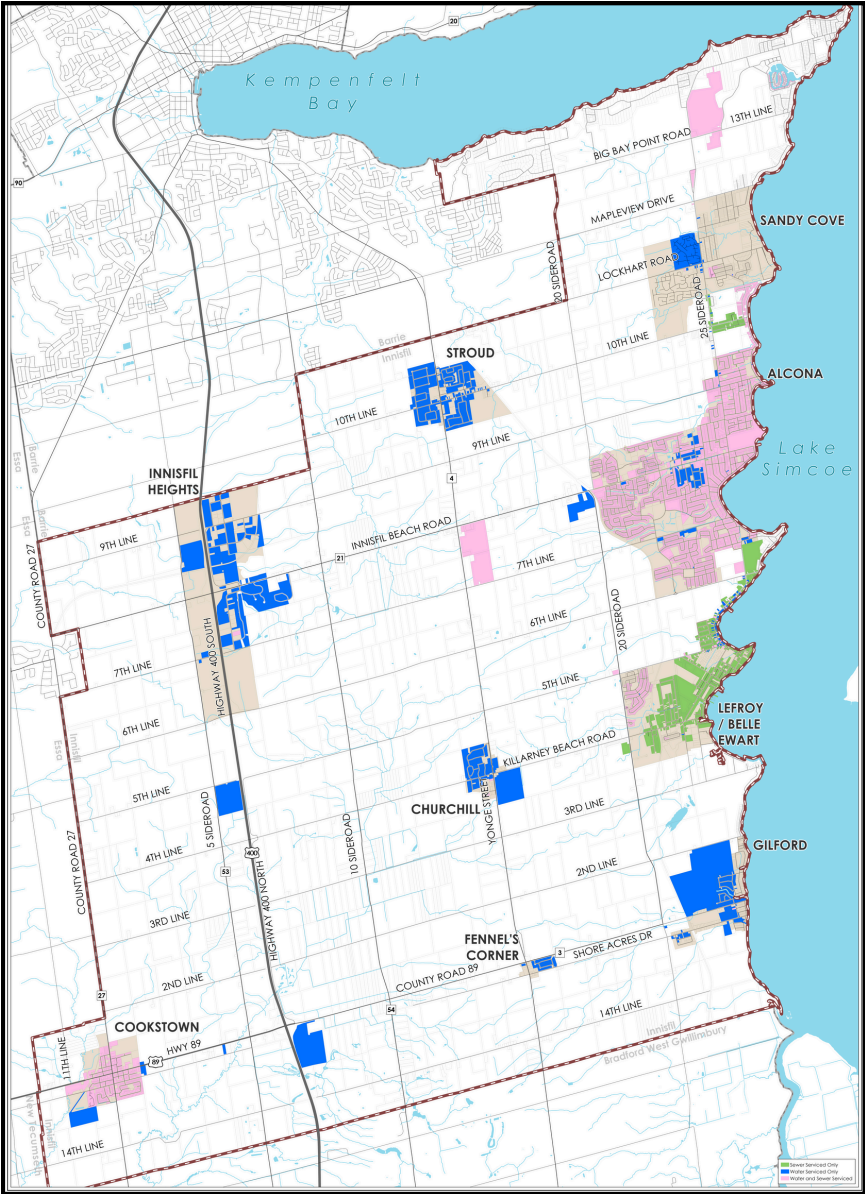 20
Kempenfelt
Bay
13TH LINE
BIG BAY POINT ROAD
90
MAPLEVIEW DRIVE
SANDY COVE
20 SIDEROAD
LOCKHART ROAD
25 SIDEROAD
10TH LINE
Barrie
Innisfil
STROUD
ALCONA
10TH LINE
9TH LINE
Lake
Simcoe
Barrie
Essa
INNISFIL
HEIGHTS
4
Barrie
Essa
9TH LINE
INNISFIL BEACH ROAD
21
7TH LINE
COUNTY ROAD 27
20 SIDEROAD
6TH LINE
HIGHWAY 400 SOUTH
7TH LINE
5TH LINE
6TH LINE
LEFROY
/ BELLE
EWART
Innisfil
Essa
KILLARNEY BEACH ROAD
5TH LINE
5 SIDEROAD
CHURCHILL
YONGE STREET
3RD LINE
10 SIDEROAD
4TH LINE
400
GILFORD
COUNTY ROAD 27
53
2ND LINE
HIGHWAY 400 NORTH
3RD LINE
FENNEL'S
CORNER
3
SHORE ACRES DR
COUNTY ROAD 89
2ND LINE
27
54
14TH LINE
COOKSTOWN
Innisfil
Bradford West Gwillimbury
11TH LINE
89
HWY 89
Innisfil
New Tecumseth
14TH LINE
Sewer Serviced Only
Water Serviced Only
Water and Sewer Serviced